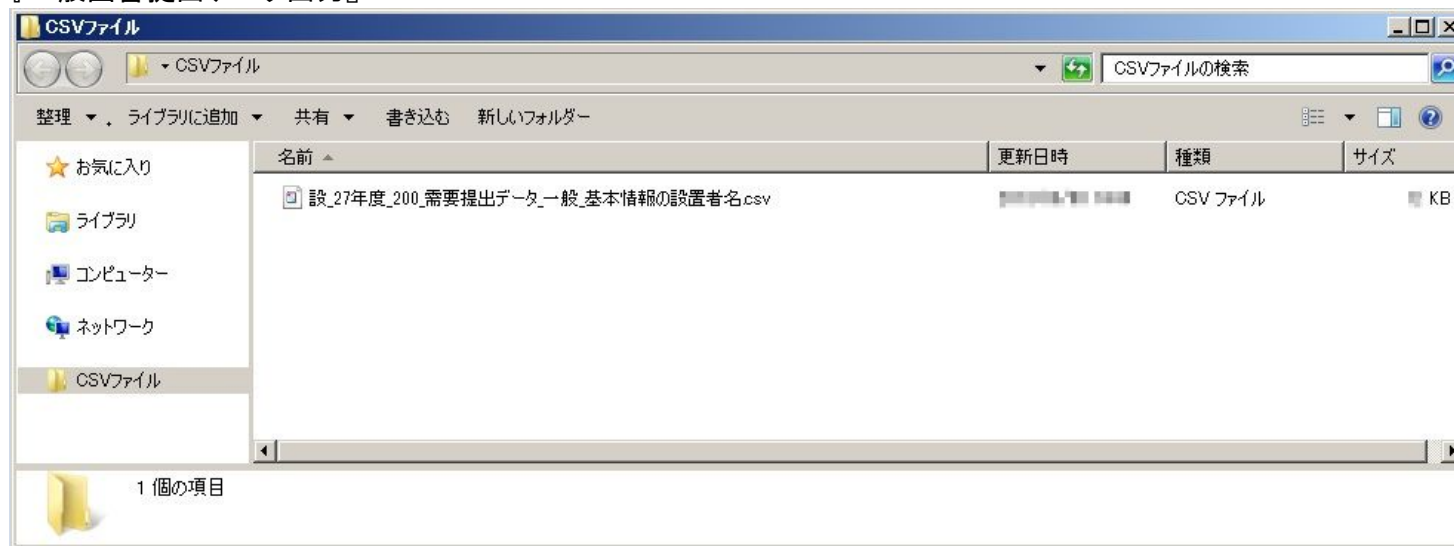 CSVファイル
CSVファイル
CSVファイルの検索
整理 ライブラリに追加 共有 書き込む 新しいフォルダー
お気に入り
ライブラリ
コンピューター
ネットワーク
CSVファイル
名前 更新日時 種類 サイズ
設_27年度_200_需要提出データ_一般_基本情報の設置者名.csv CSV ファイル KB
1 個の項目